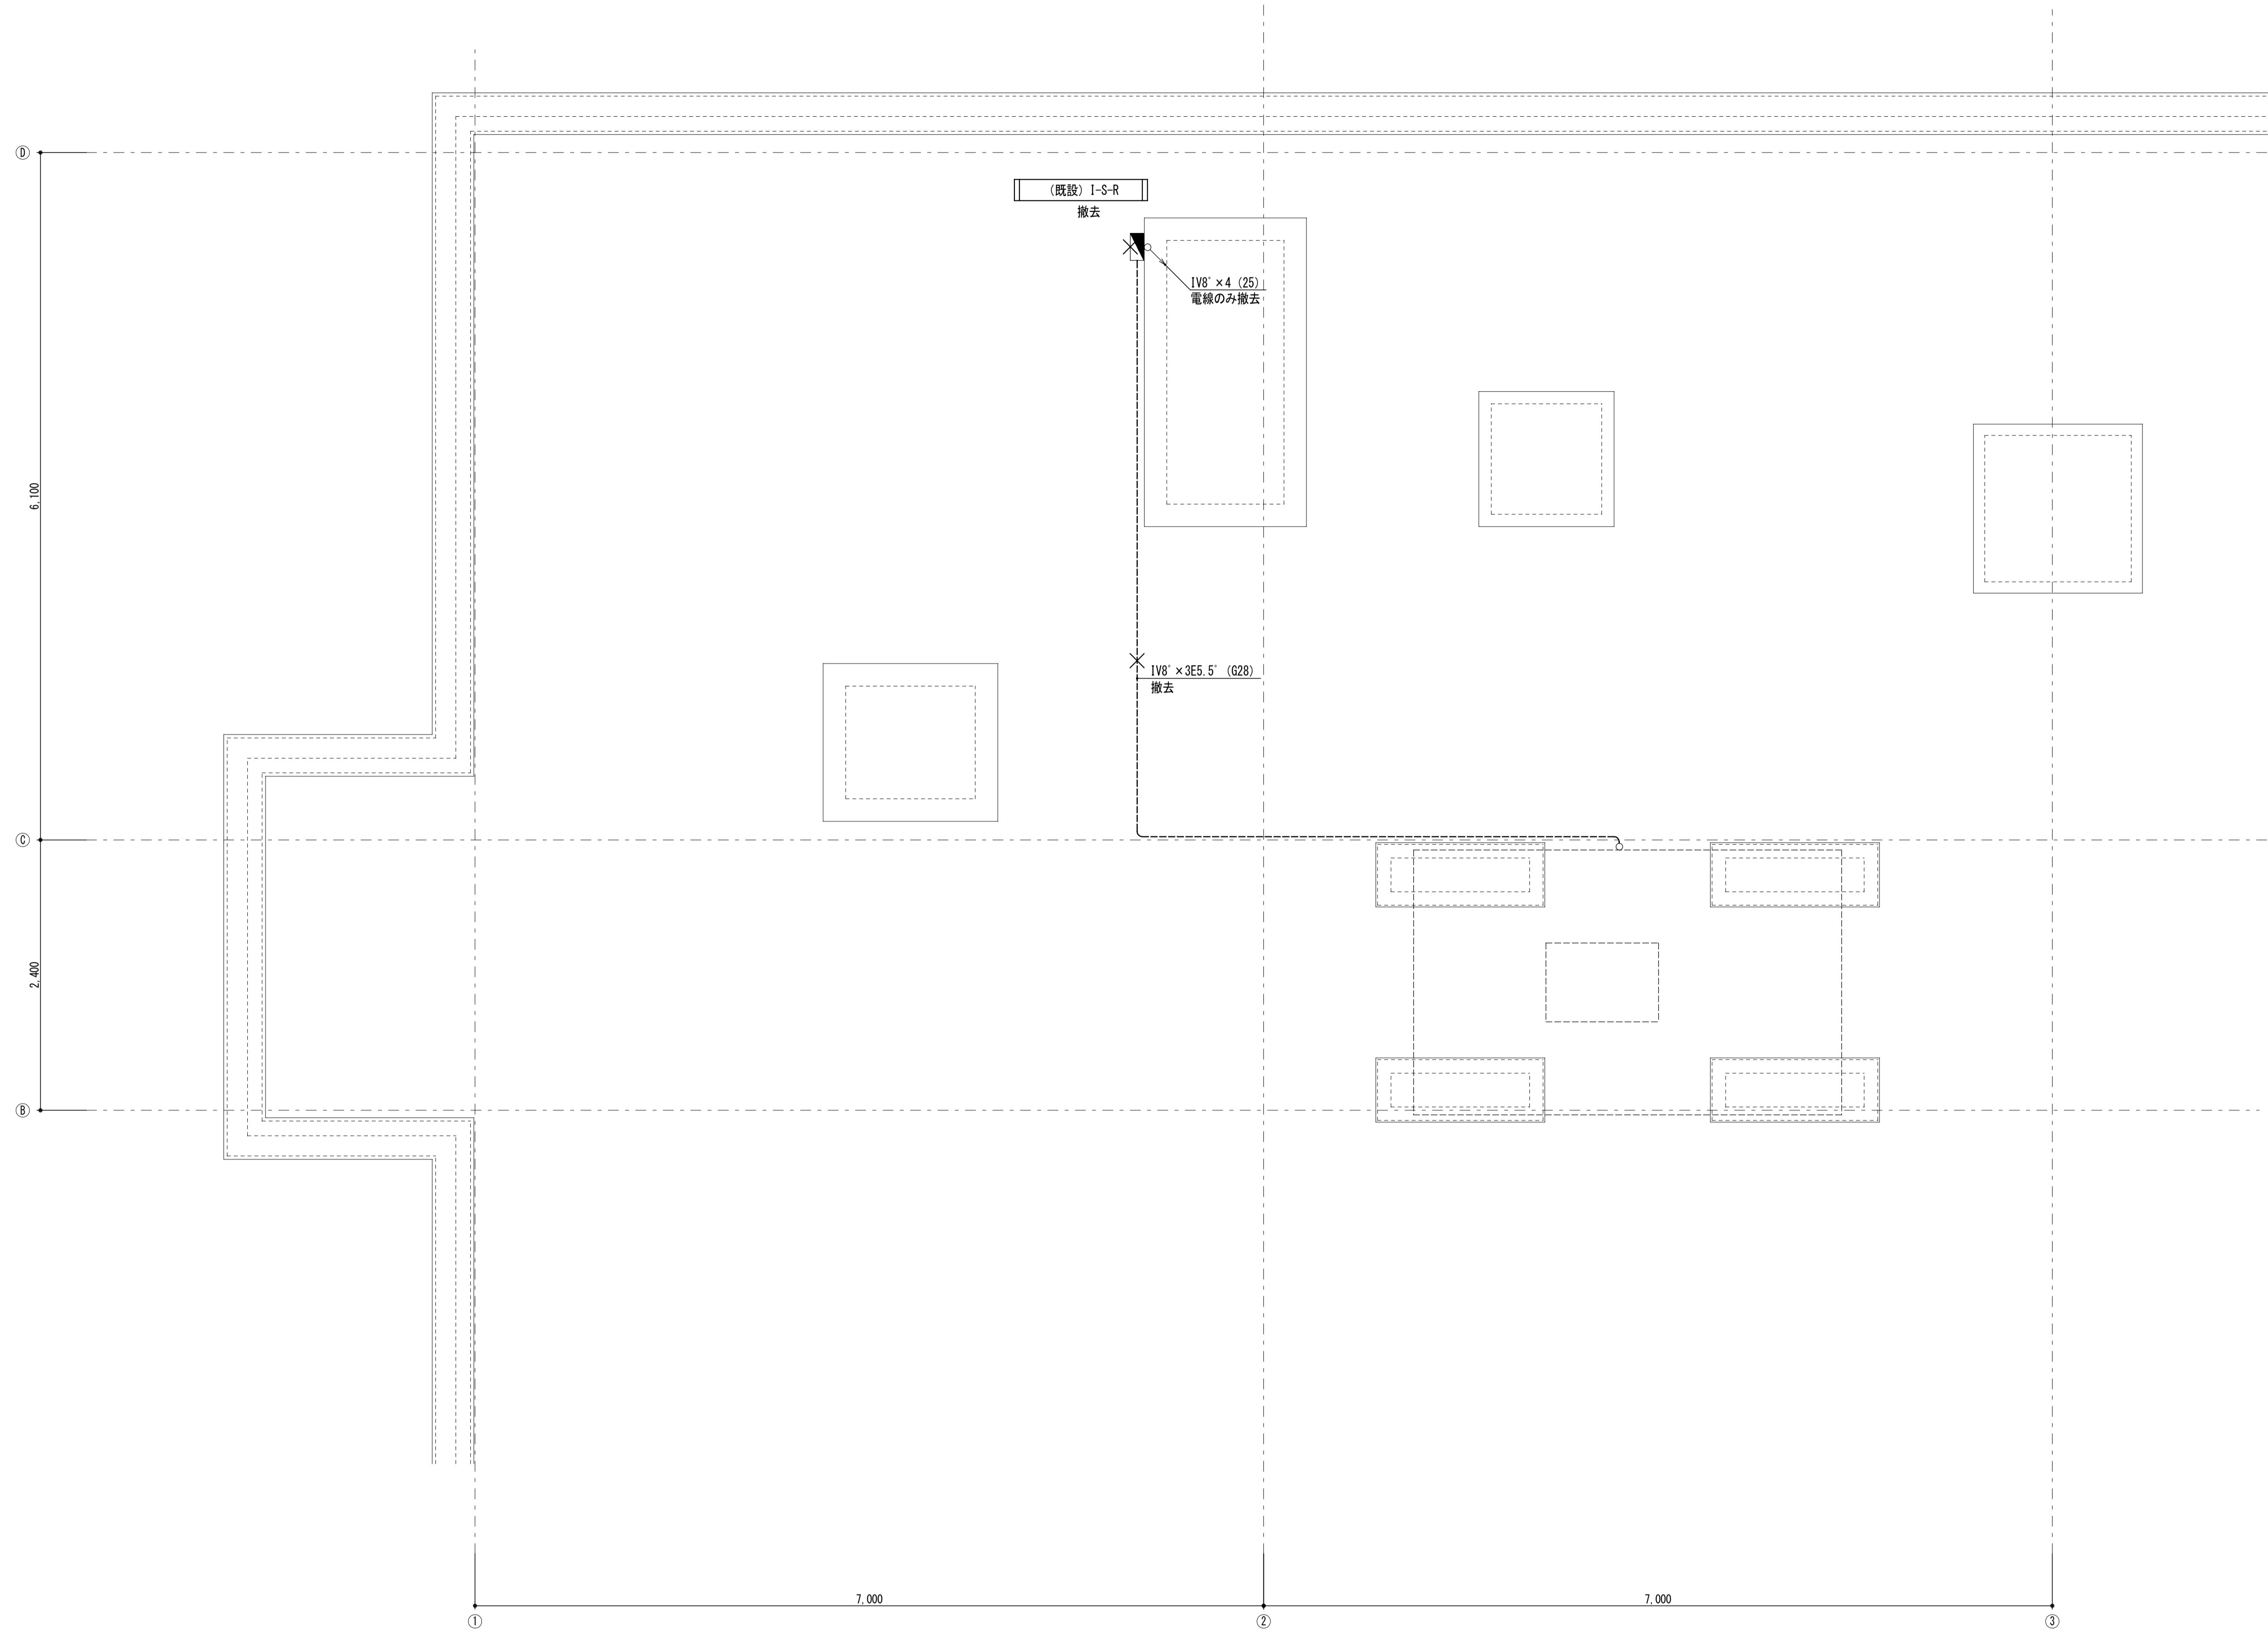 Ⓓ
(既設) I-S-R
撤去
IV8°×4 (25)
電線のみ撤去
6,100
IV8°×3E5.5° (G28)
撤去
Ⓒ
2,400
Ⓑ
7,000
7,000
①
②
③